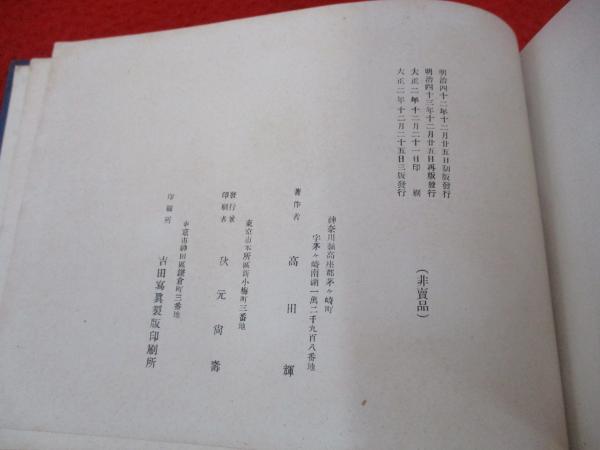 明治四十二年十二月廿五日初版發行
明治四十三年十二月廿五日再版發行
大正二年十二月二十一日印刷
大正二年十二月二十五日三版發行
(非賣品)
神奈川縣高座郡茅ヶ崎町
字茅ヶ崎南湖一萬二千九百八番地
著作者 高田輝
東京市本所區新小梅町三番地
發行兼
印刷者 伏元尚壽
東京市神田區鎌倉町三番地
印刷所 吉田寫眞製版印刷所